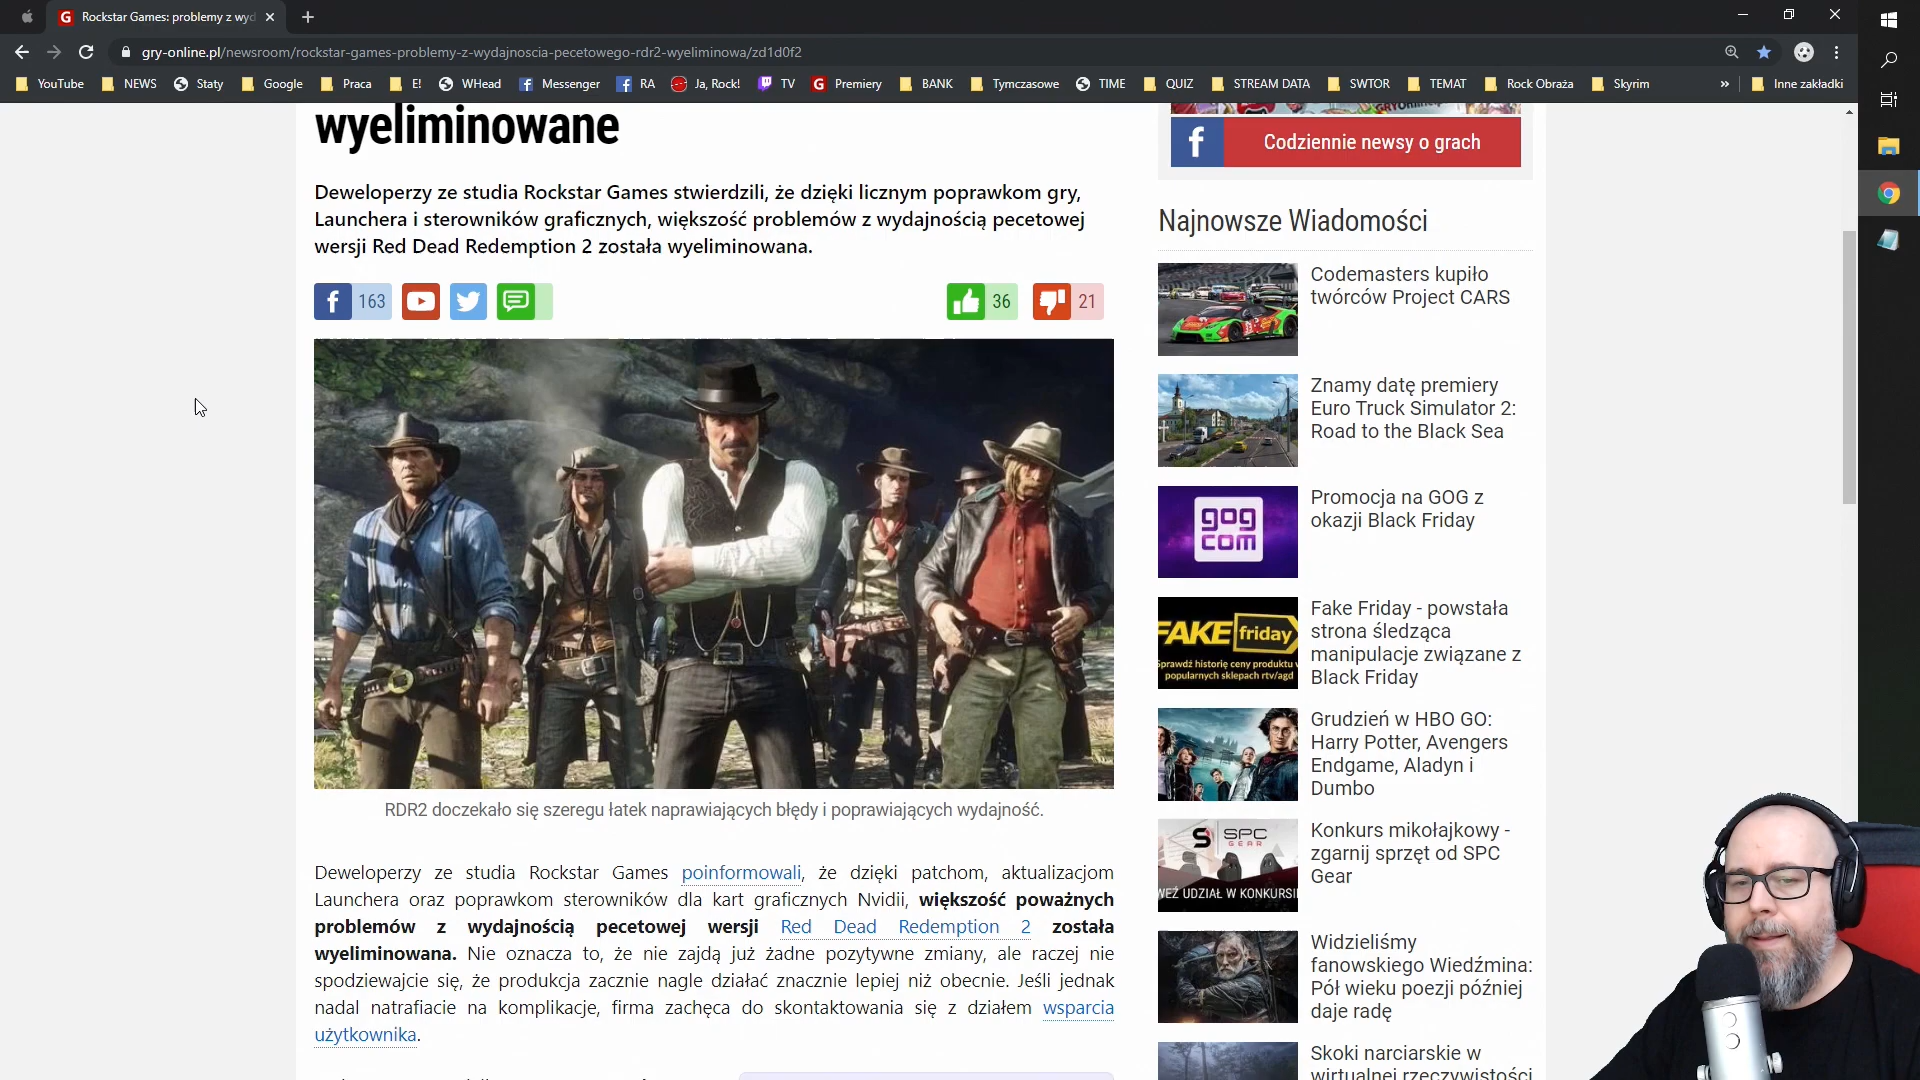 Rockstar Games: problemy z wyd
gry-online.pl/newsroom/rockstar-games-problemy-z-wydajnoscia-pecetowego-rdr2-wyeliminowa/zd1d0f2
YouTube NEWS Staty Google Praca E! WHead Messenger RA Ja, Rock! TV Premiery BANK Tymczasowe TIME QUIZ STREAM DATA SWTOR TEMAT Rock Obraża Skyrim » Inne zakładki
wyeliminowane
Deweloperzy ze studia Rockstar Games stwierdzili, że dzięki licznym poprawkom gry,
Launchera i sterowników graficznych, większość problemów z wydajnością pecetowej
wersji Red Dead Redemption 2 została wyeliminowana.
163
36
21
RDR2 doczekało się szeregu łatek naprawiających błędy i poprawiających wydajność.
Deweloperzy ze studia Rockstar Games poinformowali, że dzięki patchom, aktualizacjom
Launchera oraz poprawkom sterowników dla kart graficznych Nvidii, większość poważnych
problemów z wydajnością pecetowej wersji Red Dead Redemption 2 została
wyeliminowana. Nie oznacza to, że nie zajdą już żadne pozytywne zmiany, ale raczej nie
spodziewajcie się, że produkcja zacznie nagle działać znacznie lepiej niż obecnie. Jeśli jednak
nadal natrafiacie na komplikacje, firma zachęca do skontaktowania się z działem wsparcia
użytkownika.
Codziennie newsy o grach
Najnowsze Wiadomości
Codemasters kupiło
twórców Project CARS
Znamy datę premiery
Euro Truck Simulator 2:
Road to the Black Sea
gog
com
Promocja na GOG z
okazji Black Friday
FAKE friday
Sprawdź historię ceny produktu w
popularnych sklepach rtv/agd
Fake Friday - powstała
strona śledząca
manipulacje związane z
Black Friday
Grudzień w HBO GO:
Harry Potter, Avengers
Endgame, Aladyn i
Dumbo
SPC
GEAR
WEŹ UDZIAŁ W KONKURSI
Konkurs mikołajkowy -
zgarnij sprzęt od SPC
Gear
Widzieliśmy
fanowskiego Wiedźmina:
Pół wieku poezji później
daje radę
Skoki narciarskie w
wirtualnej rzeczywistości